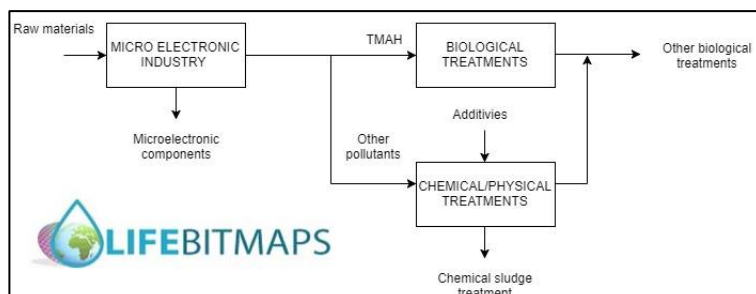 Raw materials
MICRO ELECTRONIC
INDUSTRY
TMAH
BIOLOGICAL
TREATMENTS
Other biological
treatments
Microelectronic
components
Other
pollutants
Additivies
CHEMICAL/PHYSICAL
TREATMENTS
LIFEBITMAPS
Chemical sludge
treatment